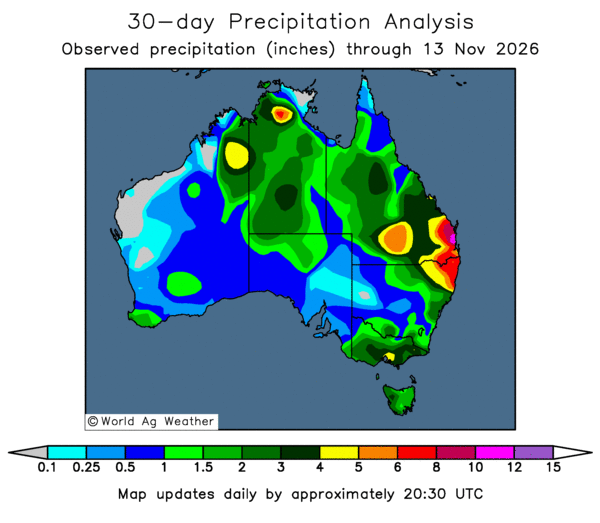 30-day Precipitation Analysis
Observed precipitation (inches) through 13 Nov 2026
©World Ag Weather
0.1 0.25 0.5 1 1.5 2 3 4 5 6 8 10 12 15
Map updates daily by approximately 20:30 UTC